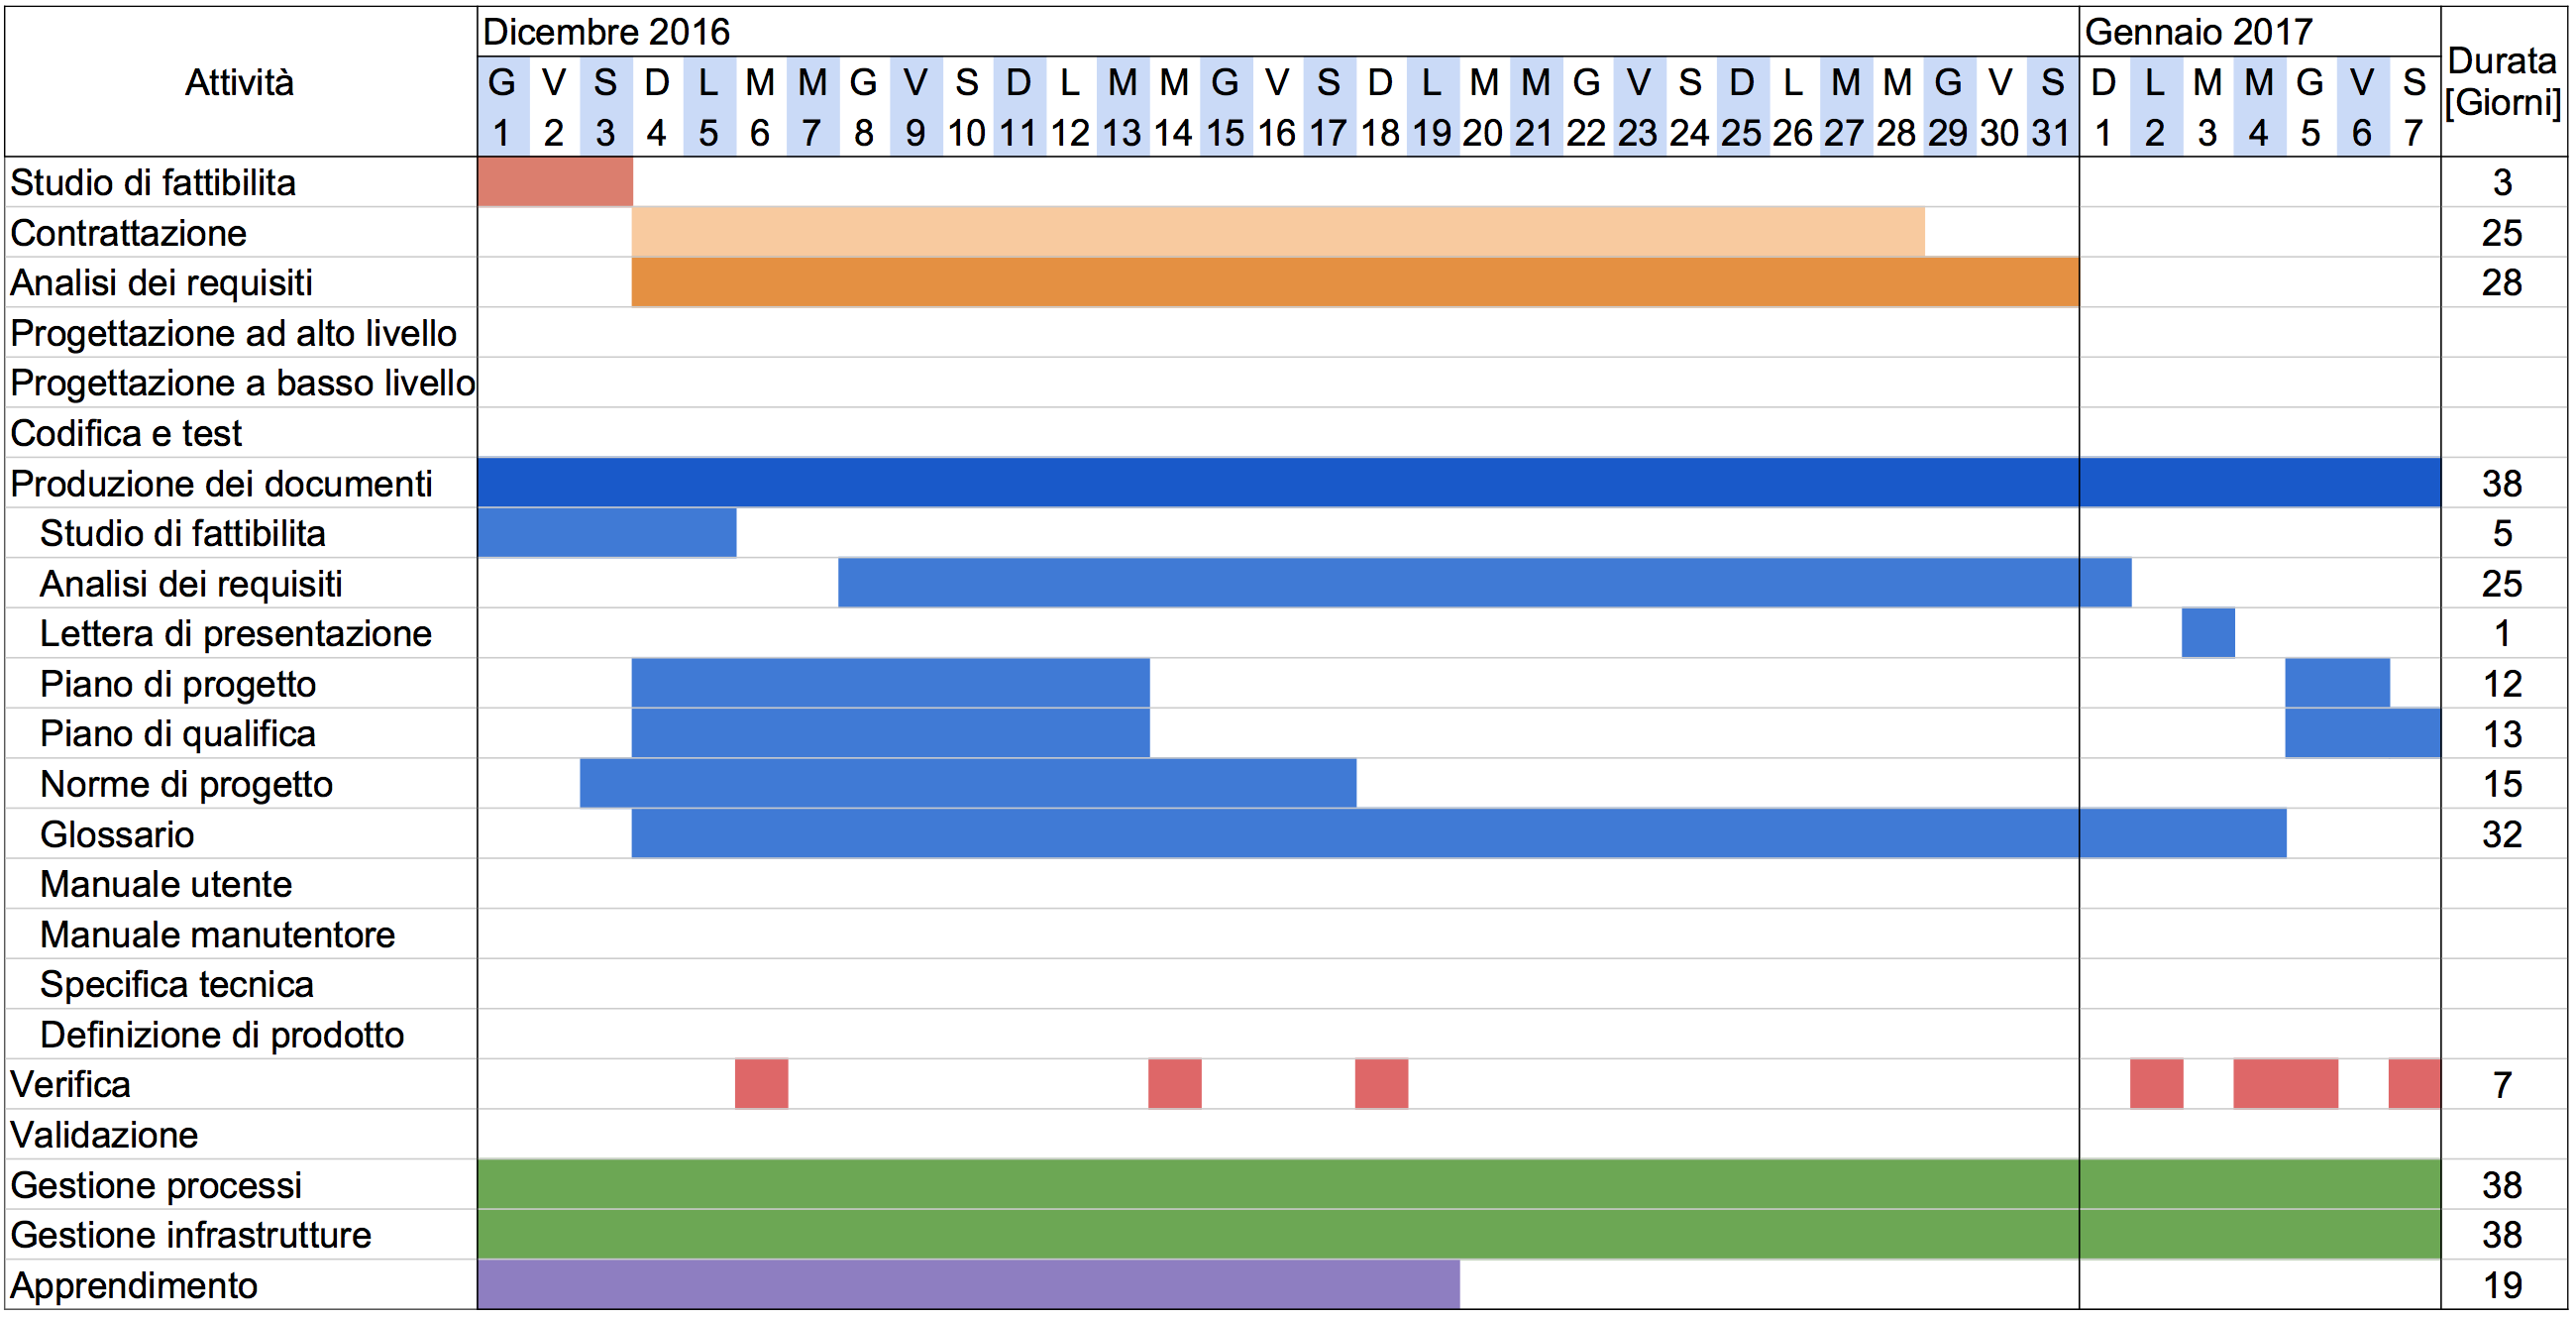 Attività
Dicembre 2016
Gennaio 2017
Durata
[Giorni]
G V S D L M M G V S D L M M G V S D L M M G V S D L M M G V S D L M M G V S
1 2 3 4 5 6 7 8 9 10 11 12 13 14 15 16 17 18 19 20 21 22 23 24 25 26 27 28 29 30 31 1 2 3 4 5 6 7
Studio di fattibilita 3
Contrattazione 25
Analisi dei requisiti 28
Progettazione ad alto livello
Progettazione a basso livello
Codifica e test
Produzione dei documenti 38
Studio di fattibilita 5
Analisi dei requisiti 25
Lettera di presentazione 1
Piano di progetto 12
Piano di qualifica 13
Norme di progetto 15
Glossario 32
Manuale utente
Manuale manutentore
Specifica tecnica
Definizione di prodotto
Verifica 7
Validazione
Gestione processi 38
Gestione infrastrutture 38
Apprendimento 19